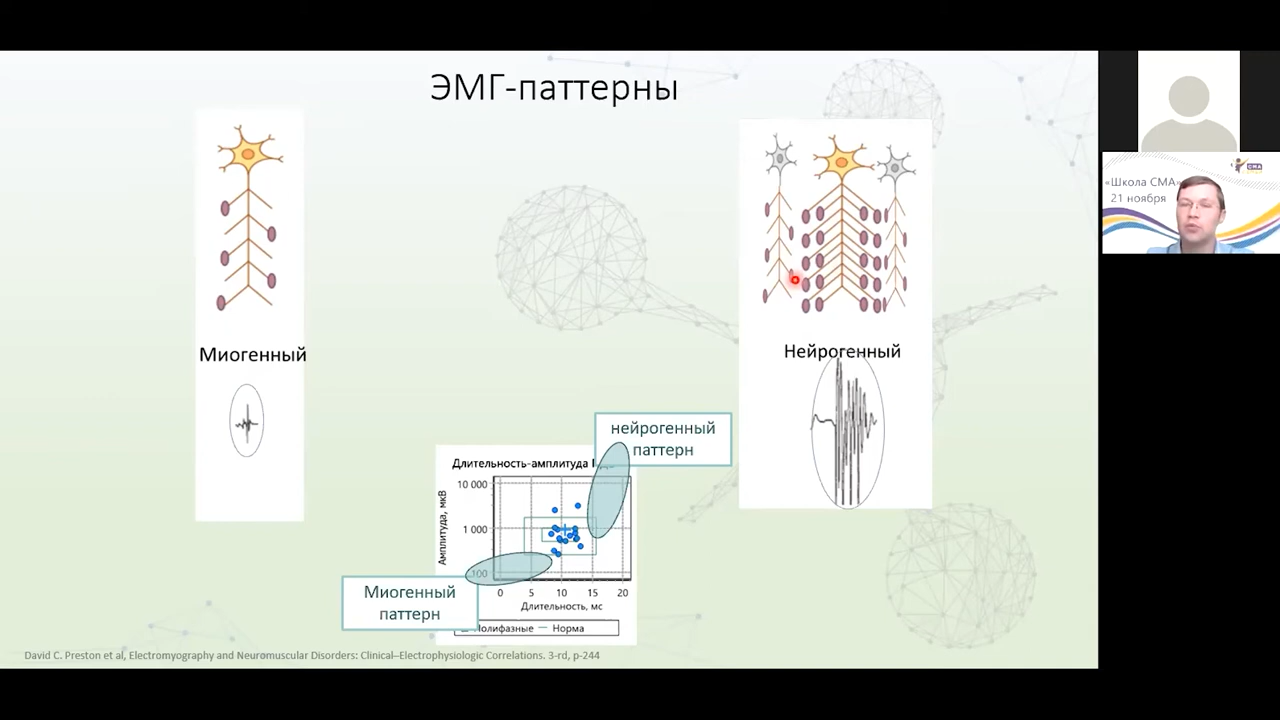 ЭМГ-паттерны
Миогенный
Нейрогенный
нейрогенный
паттерн
Длительность-амплитуда
Амплитуда, мкВ
10 000
1 000
100
0 5 10 15 20
Длительность, мс
Полифазные Норма
Миогенный
паттерн
David C. Preston et al, Electromyography and Neuromuscular Disorders: Clinical–Electrophysiologic Correlations. 3-rd, p-244
СМА
«Школа СМА»
21 ноября